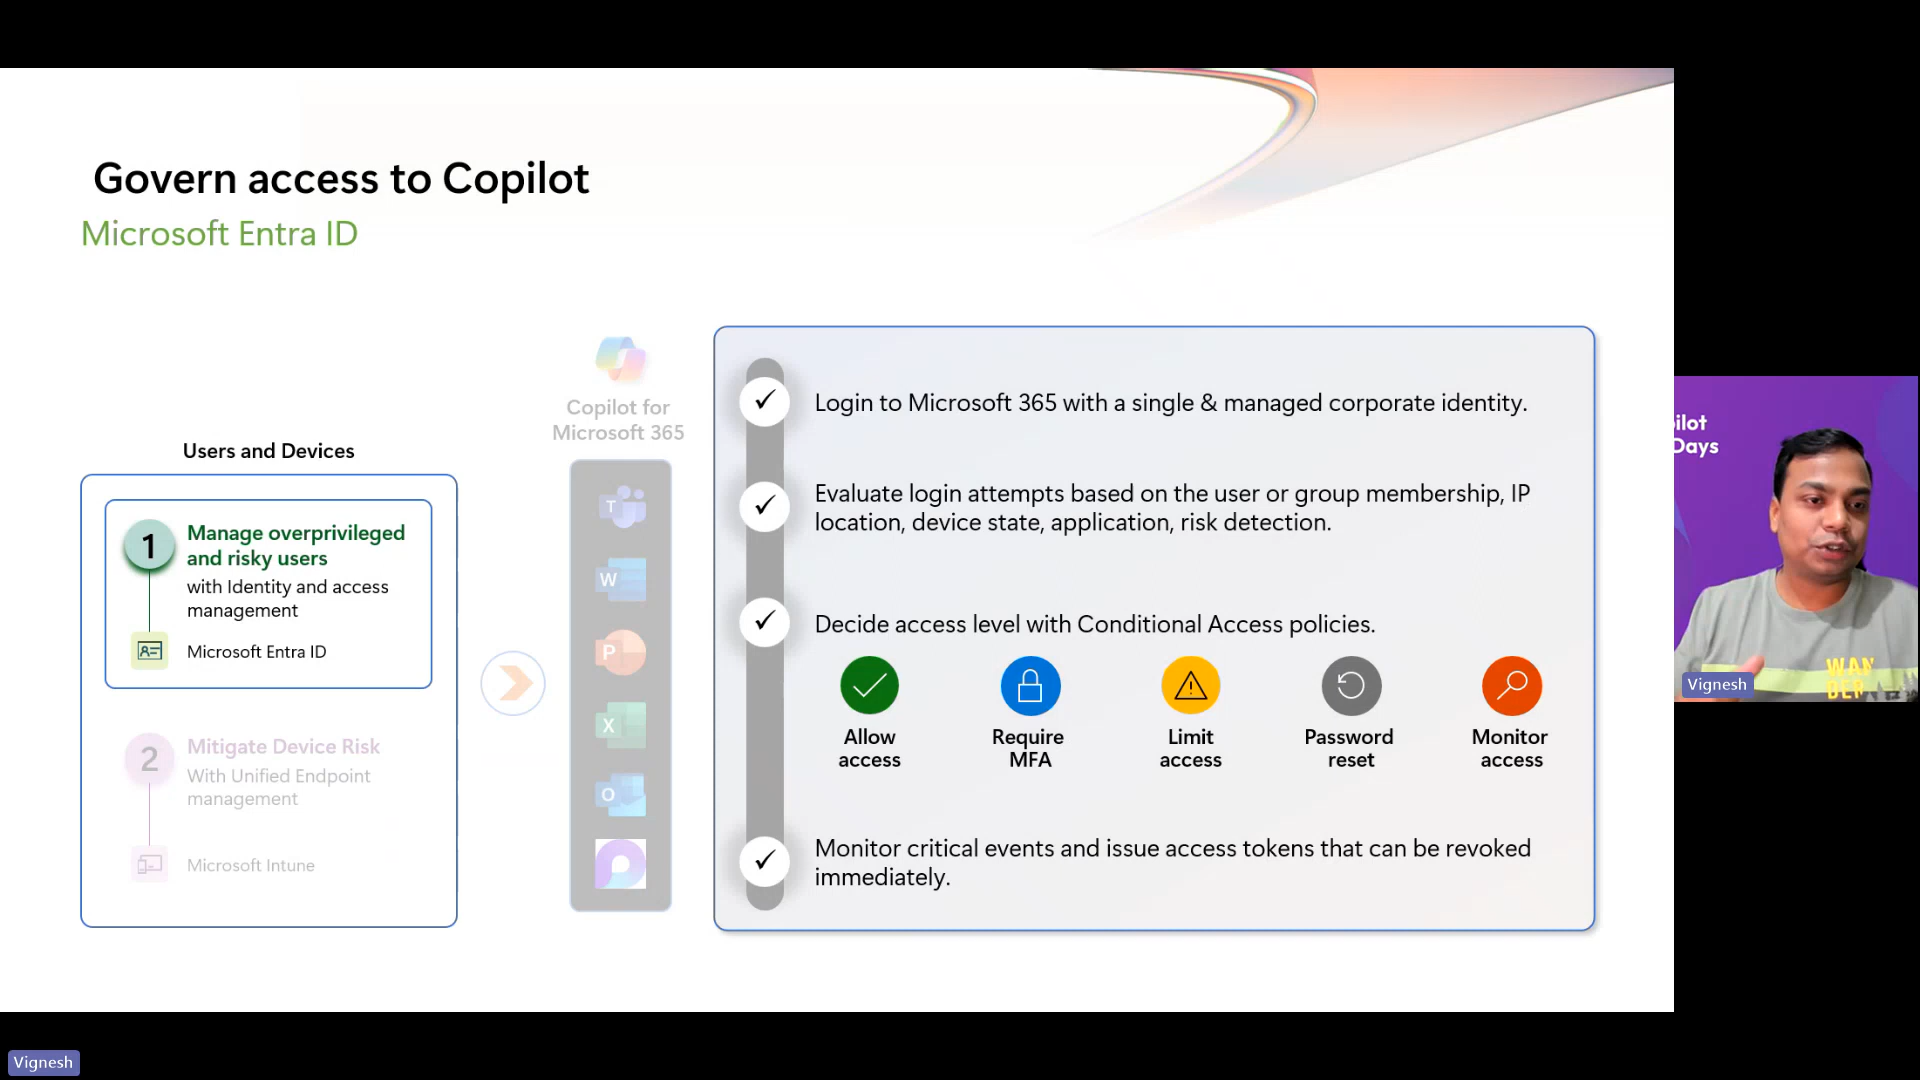 Govern access to Copilot
Microsoft Entra ID
Users and Devices
1
Manage overprivileged
and risky users
with Identity and access
management
Microsoft Entra ID
2
Mitigate Device Risk
With Unified Endpoint
management
Microsoft Intune
Copilot for
Microsoft 365
T
W
P
X
O
Login to Microsoft 365 with a single & managed corporate identity.
Evaluate login attempts based on the user or group membership, IP
location, device state, application, risk detection.
Decide access level with Conditional Access policies.
Allow
access
Require
MFA
Limit
access
Password
reset
Monitor
access
Monitor critical events and issue access tokens that can be revoked
immediately.
ilot
Days
WAN
DER
Vignesh
Vignesh